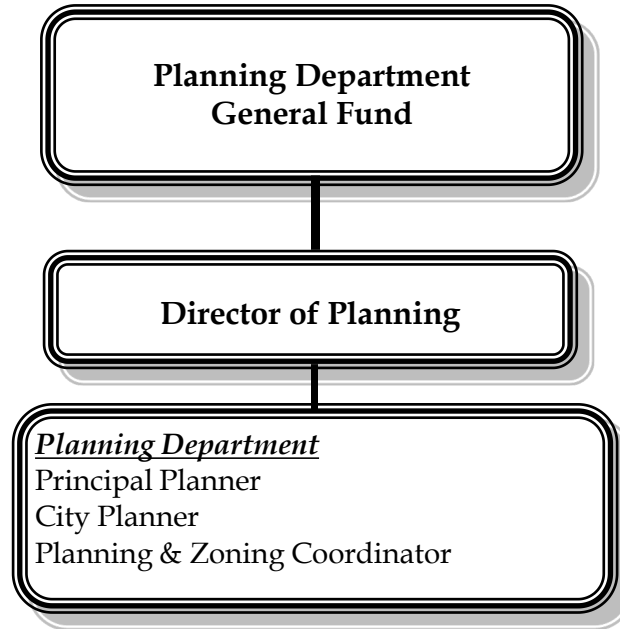 Planning Department
General Fund
Director of Planning
Planning Department
Principal Planner
City Planner
Planning & Zoning Coordinator